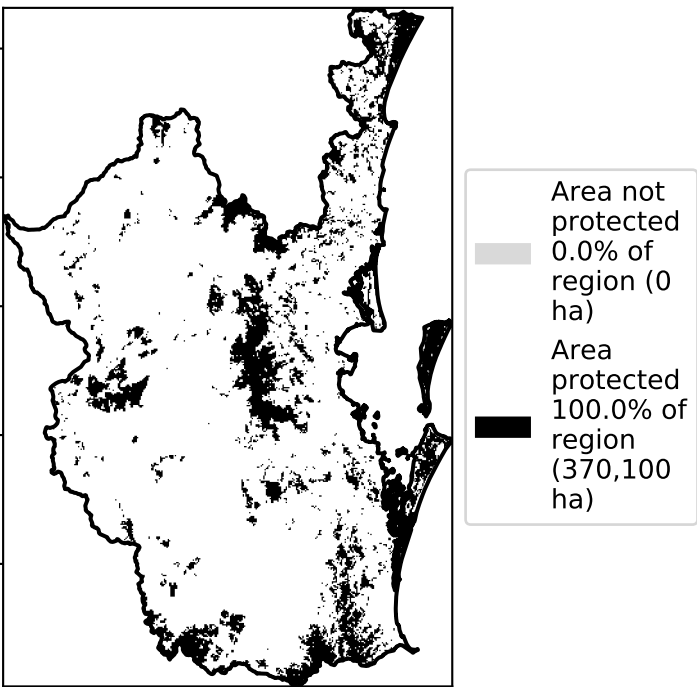 Area not
protected
0.0% of
region (0
ha)
Area
protected
100.0% of
region
(370,100
ha)